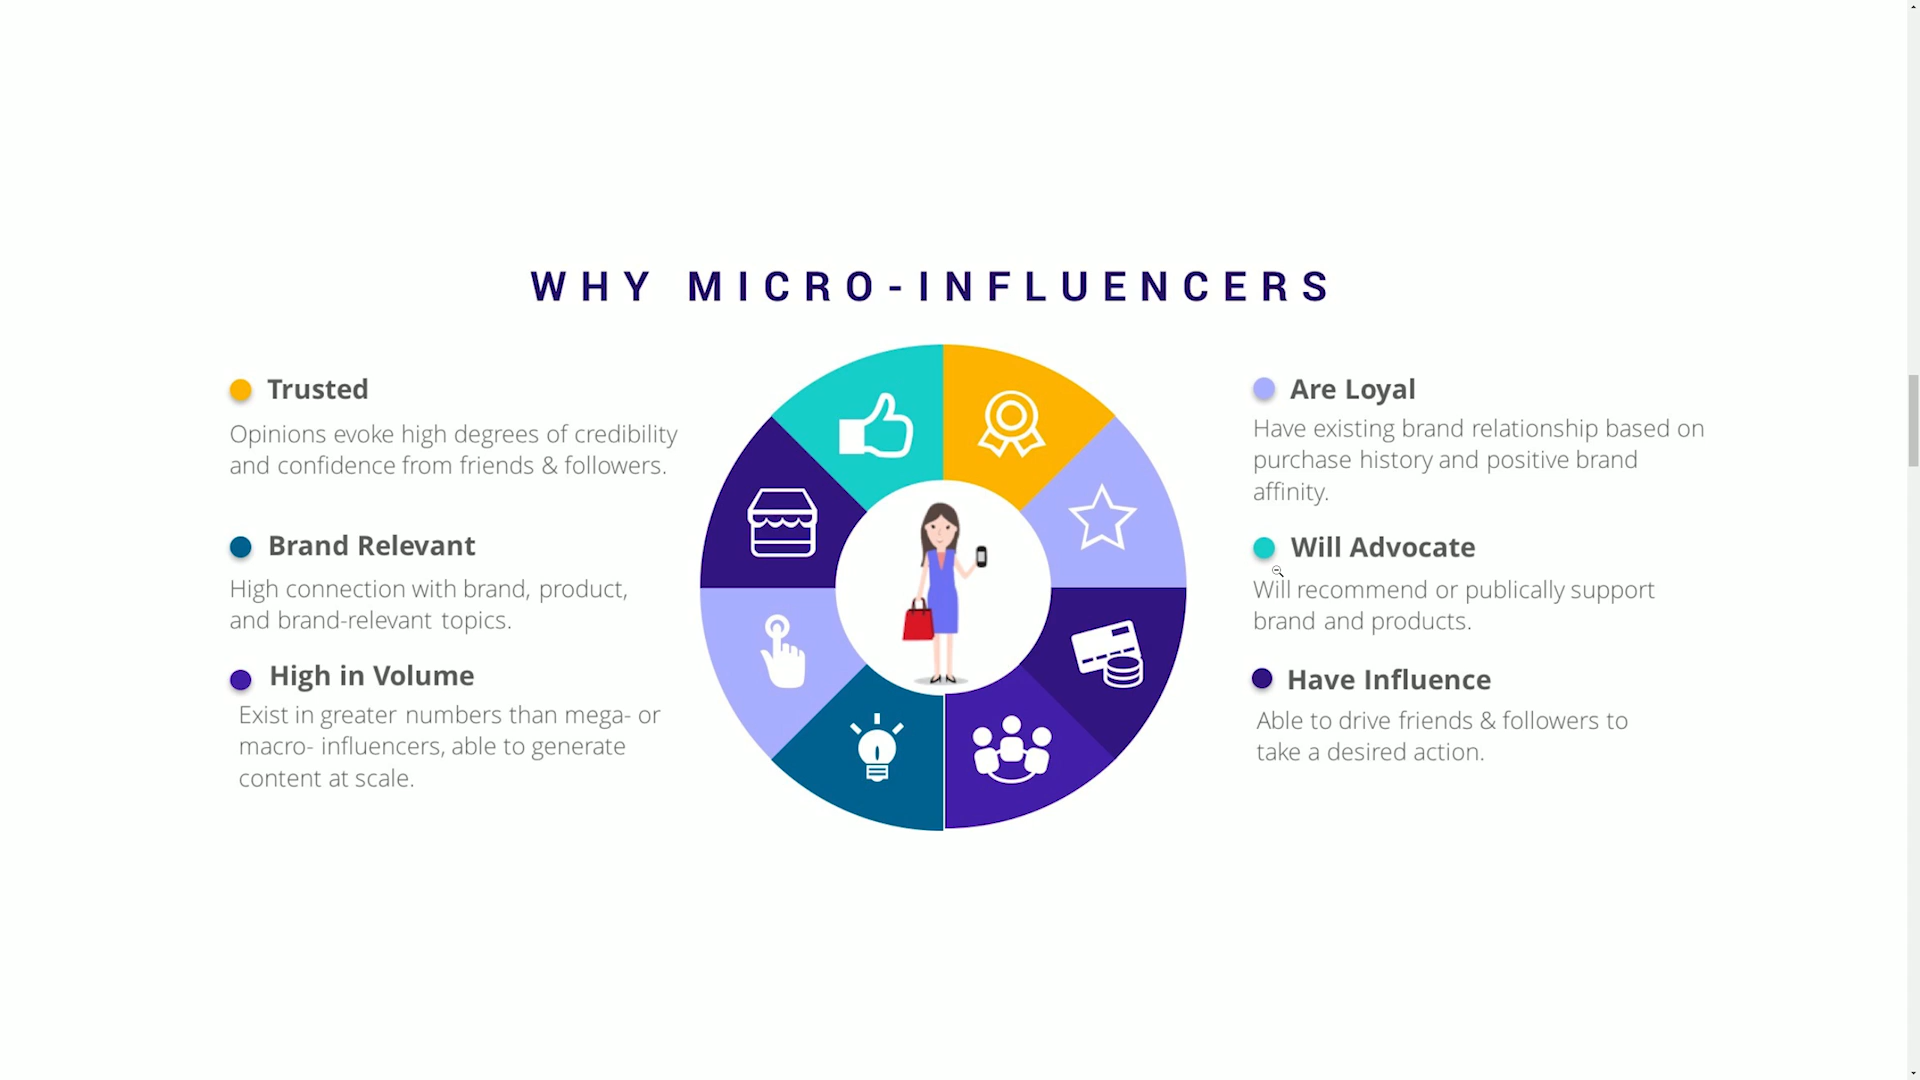 WHY MICRO-INFLUENCERS
Trusted
Opinions evoke high degrees of credibility
and confidence from friends & followers.
Brand Relevant
High connection with brand, product,
and brand-relevant topics.
High in Volume
Exist in greater numbers than mega- or
macro- influencers, able to generate
content at scale.
Are Loyal
Have existing brand relationship based on
purchase history and positive brand
affinity.
Will Advocate
Will recommend or publically support
brand and products.
Have Influence
Able to drive friends & followers to
take a desired action.